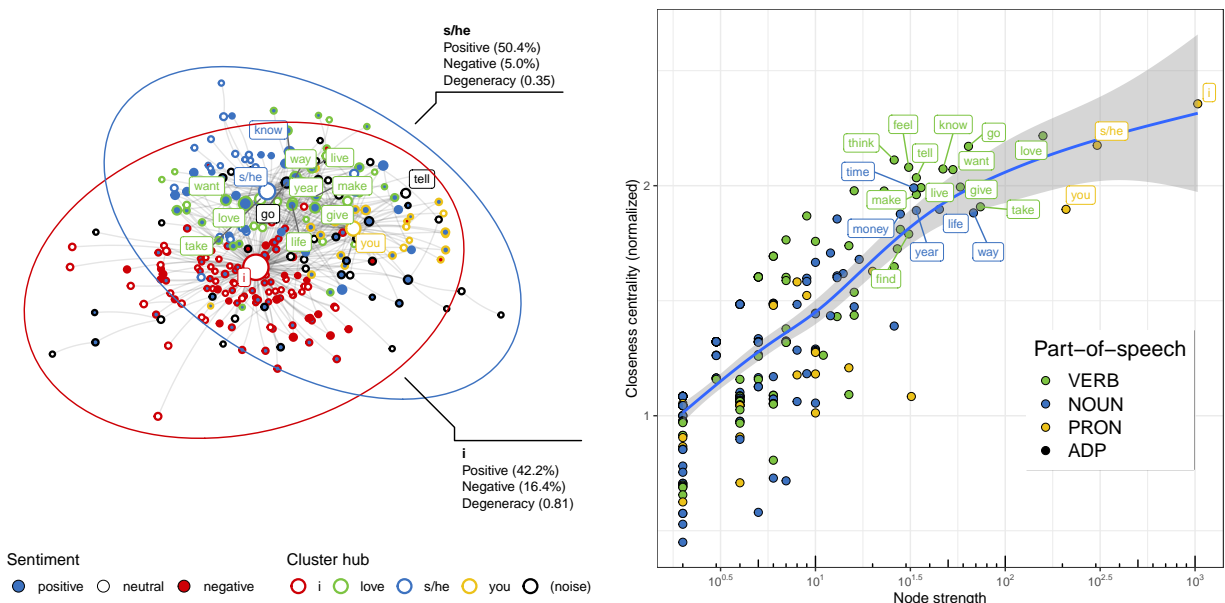 s/he
Positive (50.4%)
Negative (5.0%)
Degeneracy (0.35)
know
way
live
s/he
tell
want
year
make
go
love
give
take
life
you
i
i
Positive (42.2%)
Negative (16.4%)
Degeneracy (0.81)
Sentiment
positive
neutral
negative
Cluster hub
i
love
s/he
you
(noise)
Closeness centrality (normalized)
2
1
i
feel
know
think
tell
go
s/he
love
want
time
make
live
give
you
take
money
life
year
way
find
Part−of−speech
VERB
NOUN
PRON
ADP
10^0.5
10^1
10^1.5
10^2
10^2.5
10^3
Node strength